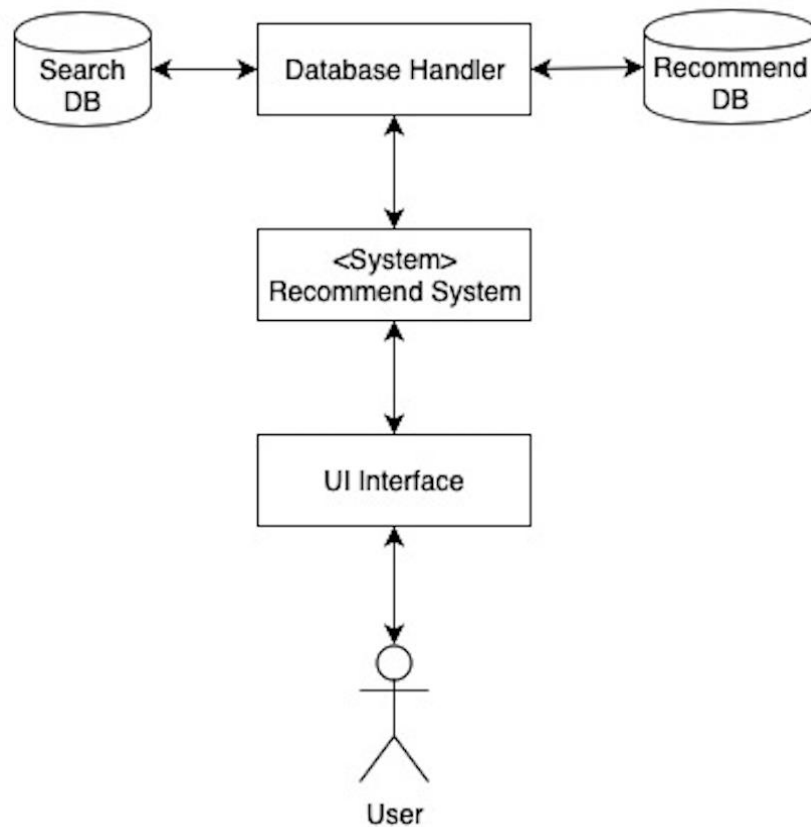 Search
DB
Database Handler
Recommend
DB
<System>
Recommend System
UI Interface
User